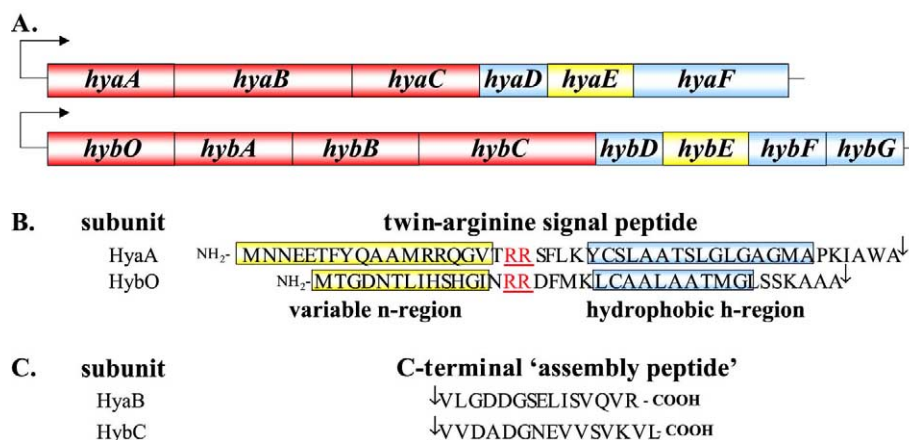 A.
hyaA hyaB hyaC hyaD hyaE hyaF
hybO hybA hybB hybC hybD hybE hybF hybG
B. subunit twin-arginine signal peptide
HyaA NH₂- MNNEETFYQAAMRRQGVTRRSFLKYCSLAATSLGLGAGMAPKIAWA↓
HybO NH₂- MTGDNTLIHSHGINRRDFMKLCAALAATMGLSSKAAA↓
variable n-region hydrophobic h-region
C. subunit C-terminal ‘assembly peptide’
HyaB ↓VLGDDGSELISVQVR - COOH
HybC ↓VVDADGNEVVSVKVL- COOH